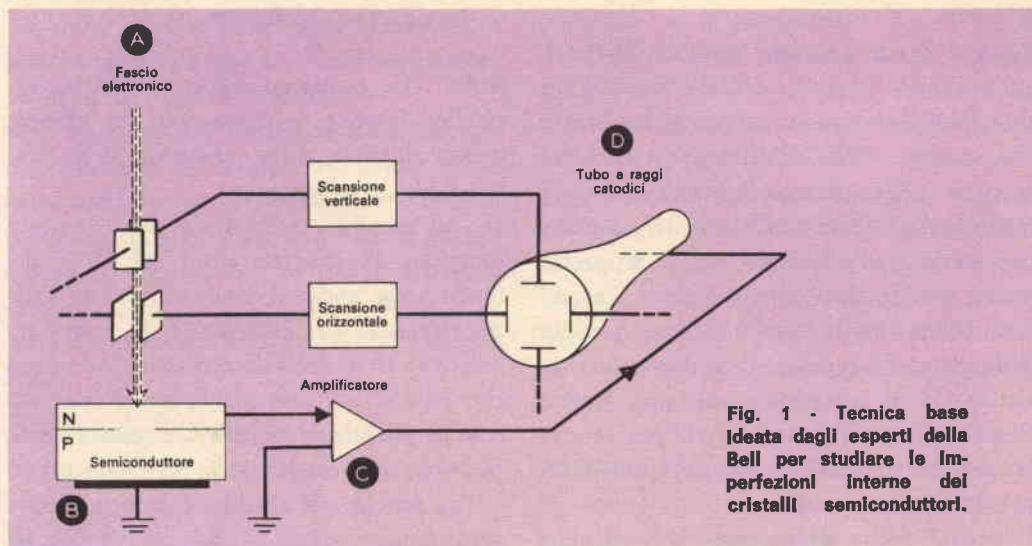 A
Fascio
elettronico
D
Tubo a raggi
catodici
Scansione
verticale
Scansione
orizzontale
Amplificatore
N
P
Semiconduttore
B
C
Fig. 1 - Tecnica base
ideata dagli esperti della
Bell per studiare le im-
perfezioni interne dei
cristalli semiconduttori.